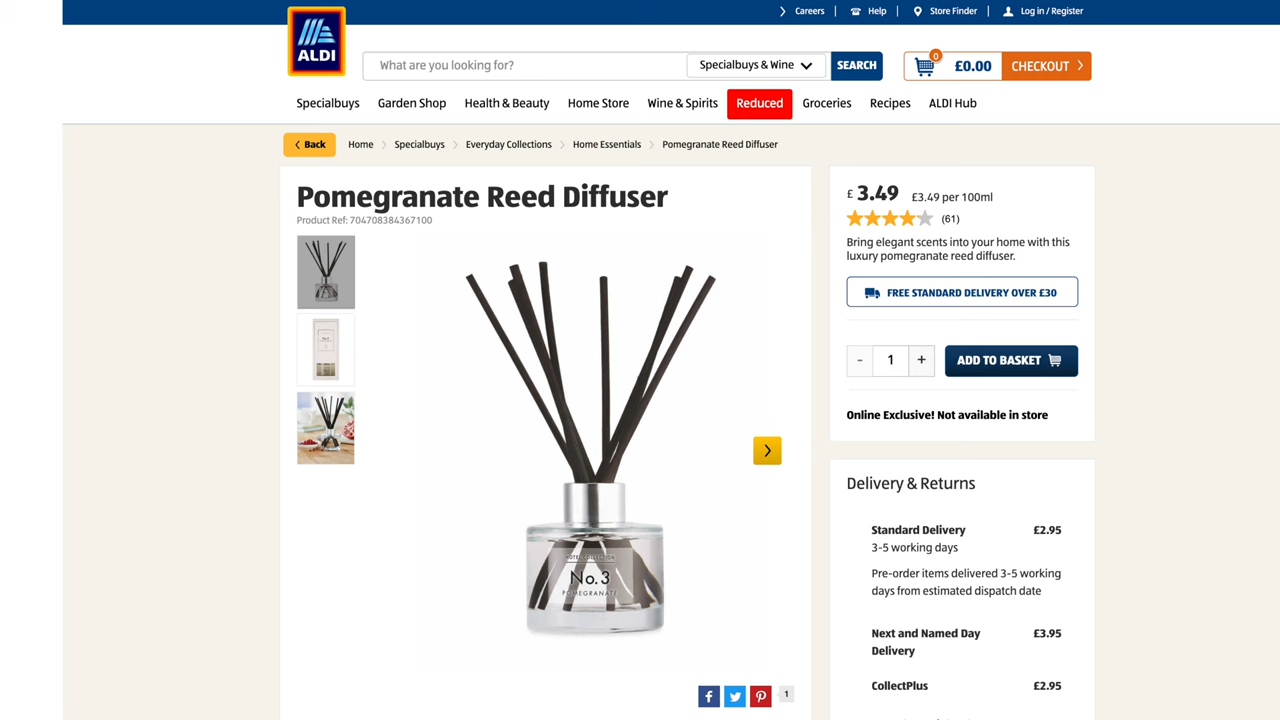 Careers
Help
Store Finder
Log in / Register
ALDI
What are you looking for?
Specialbuys & Wine
SEARCH
0
£0.00
CHECKOUT
Specialbuys
Garden Shop
Health & Beauty
Home Store
Wine & Spirits
Reduced
Groceries
Recipes
ALDI Hub
Back
Home
Specialbuys
Everyday Collections
Home Essentials
Pomegranate Reed Diffuser
Pomegranate Reed Diffuser
Product Ref: 704708384367100
No.3
HOTEL COLLECTION
No.3
POMEGRANATE
1
£ 3.49 £3.49 per 100ml
(61)
Bring elegant scents into your home with this
luxury pomegranate reed diffuser.
FREE STANDARD DELIVERY OVER £30
- 1 +
ADD TO BASKET
Online Exclusive! Not available in store
Delivery & Returns
Standard Delivery £2.95
3-5 working days
Pre-order items delivered 3-5 working
days from estimated dispatch date
Next and Named Day £3.95
Delivery
CollectPlus £2.95